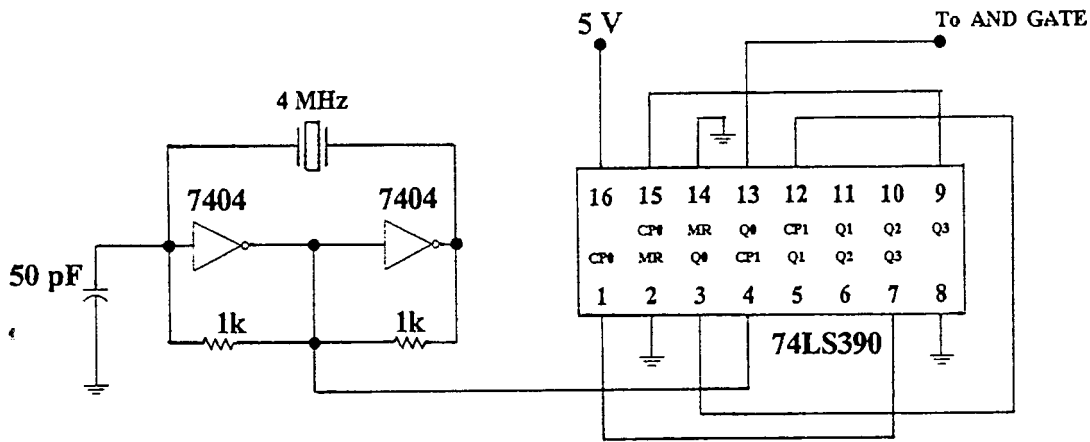 5 V
To AND GATE
4 MHz
7404
7404
50 pF
1k
1k
16 15 14 13 12 11 10 9
CP0 MR Q0 CP1 Q1 Q2 Q3
CP0 MR Q0 CP1 Q1 Q2 Q3
1 2 3 4 5 6 7 8
74LS390